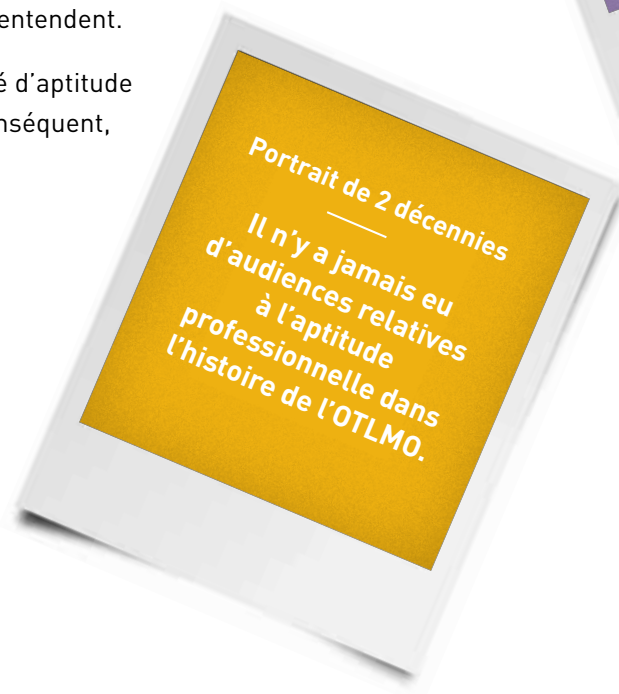 entendent.
é d'aptitude
nséquent,
Portrait de 2 décennies
Il n'y a jamais eu
d'audiences relatives
à l'aptitude
professionnelle dans
l'histoire de l'OTLMO.